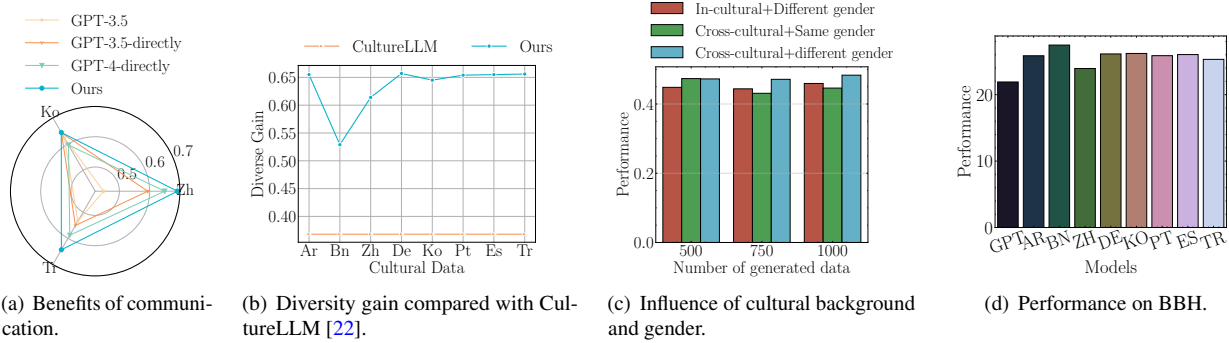 GPT-3.5
GPT-3.5-directly
GPT-4-directly
Ours
Ko
0.7
0.6
0.5
Zh
Tr
(a) Benefits of communi-
cation.
CultureLLM
Ours
Diverse Gain
0.65
0.60
0.55
0.50
0.45
0.40
Ar Bn Zh De Ko Pt Es Tr
Cultural Data
(b) Diversity gain compared with Cul-
tureLLM [22].
In-cultural+Different gender
Cross-cultural+Same gender
Cross-cultural+different gender
Performance
0.4
0.2
0.0
500 750 1000
Number of generated data
(c) Influence of cultural background
and gender.
Performance
20
10
0
GPT AR BN ZH DE KO PT ES TR
Models
(d) Performance on BBH.